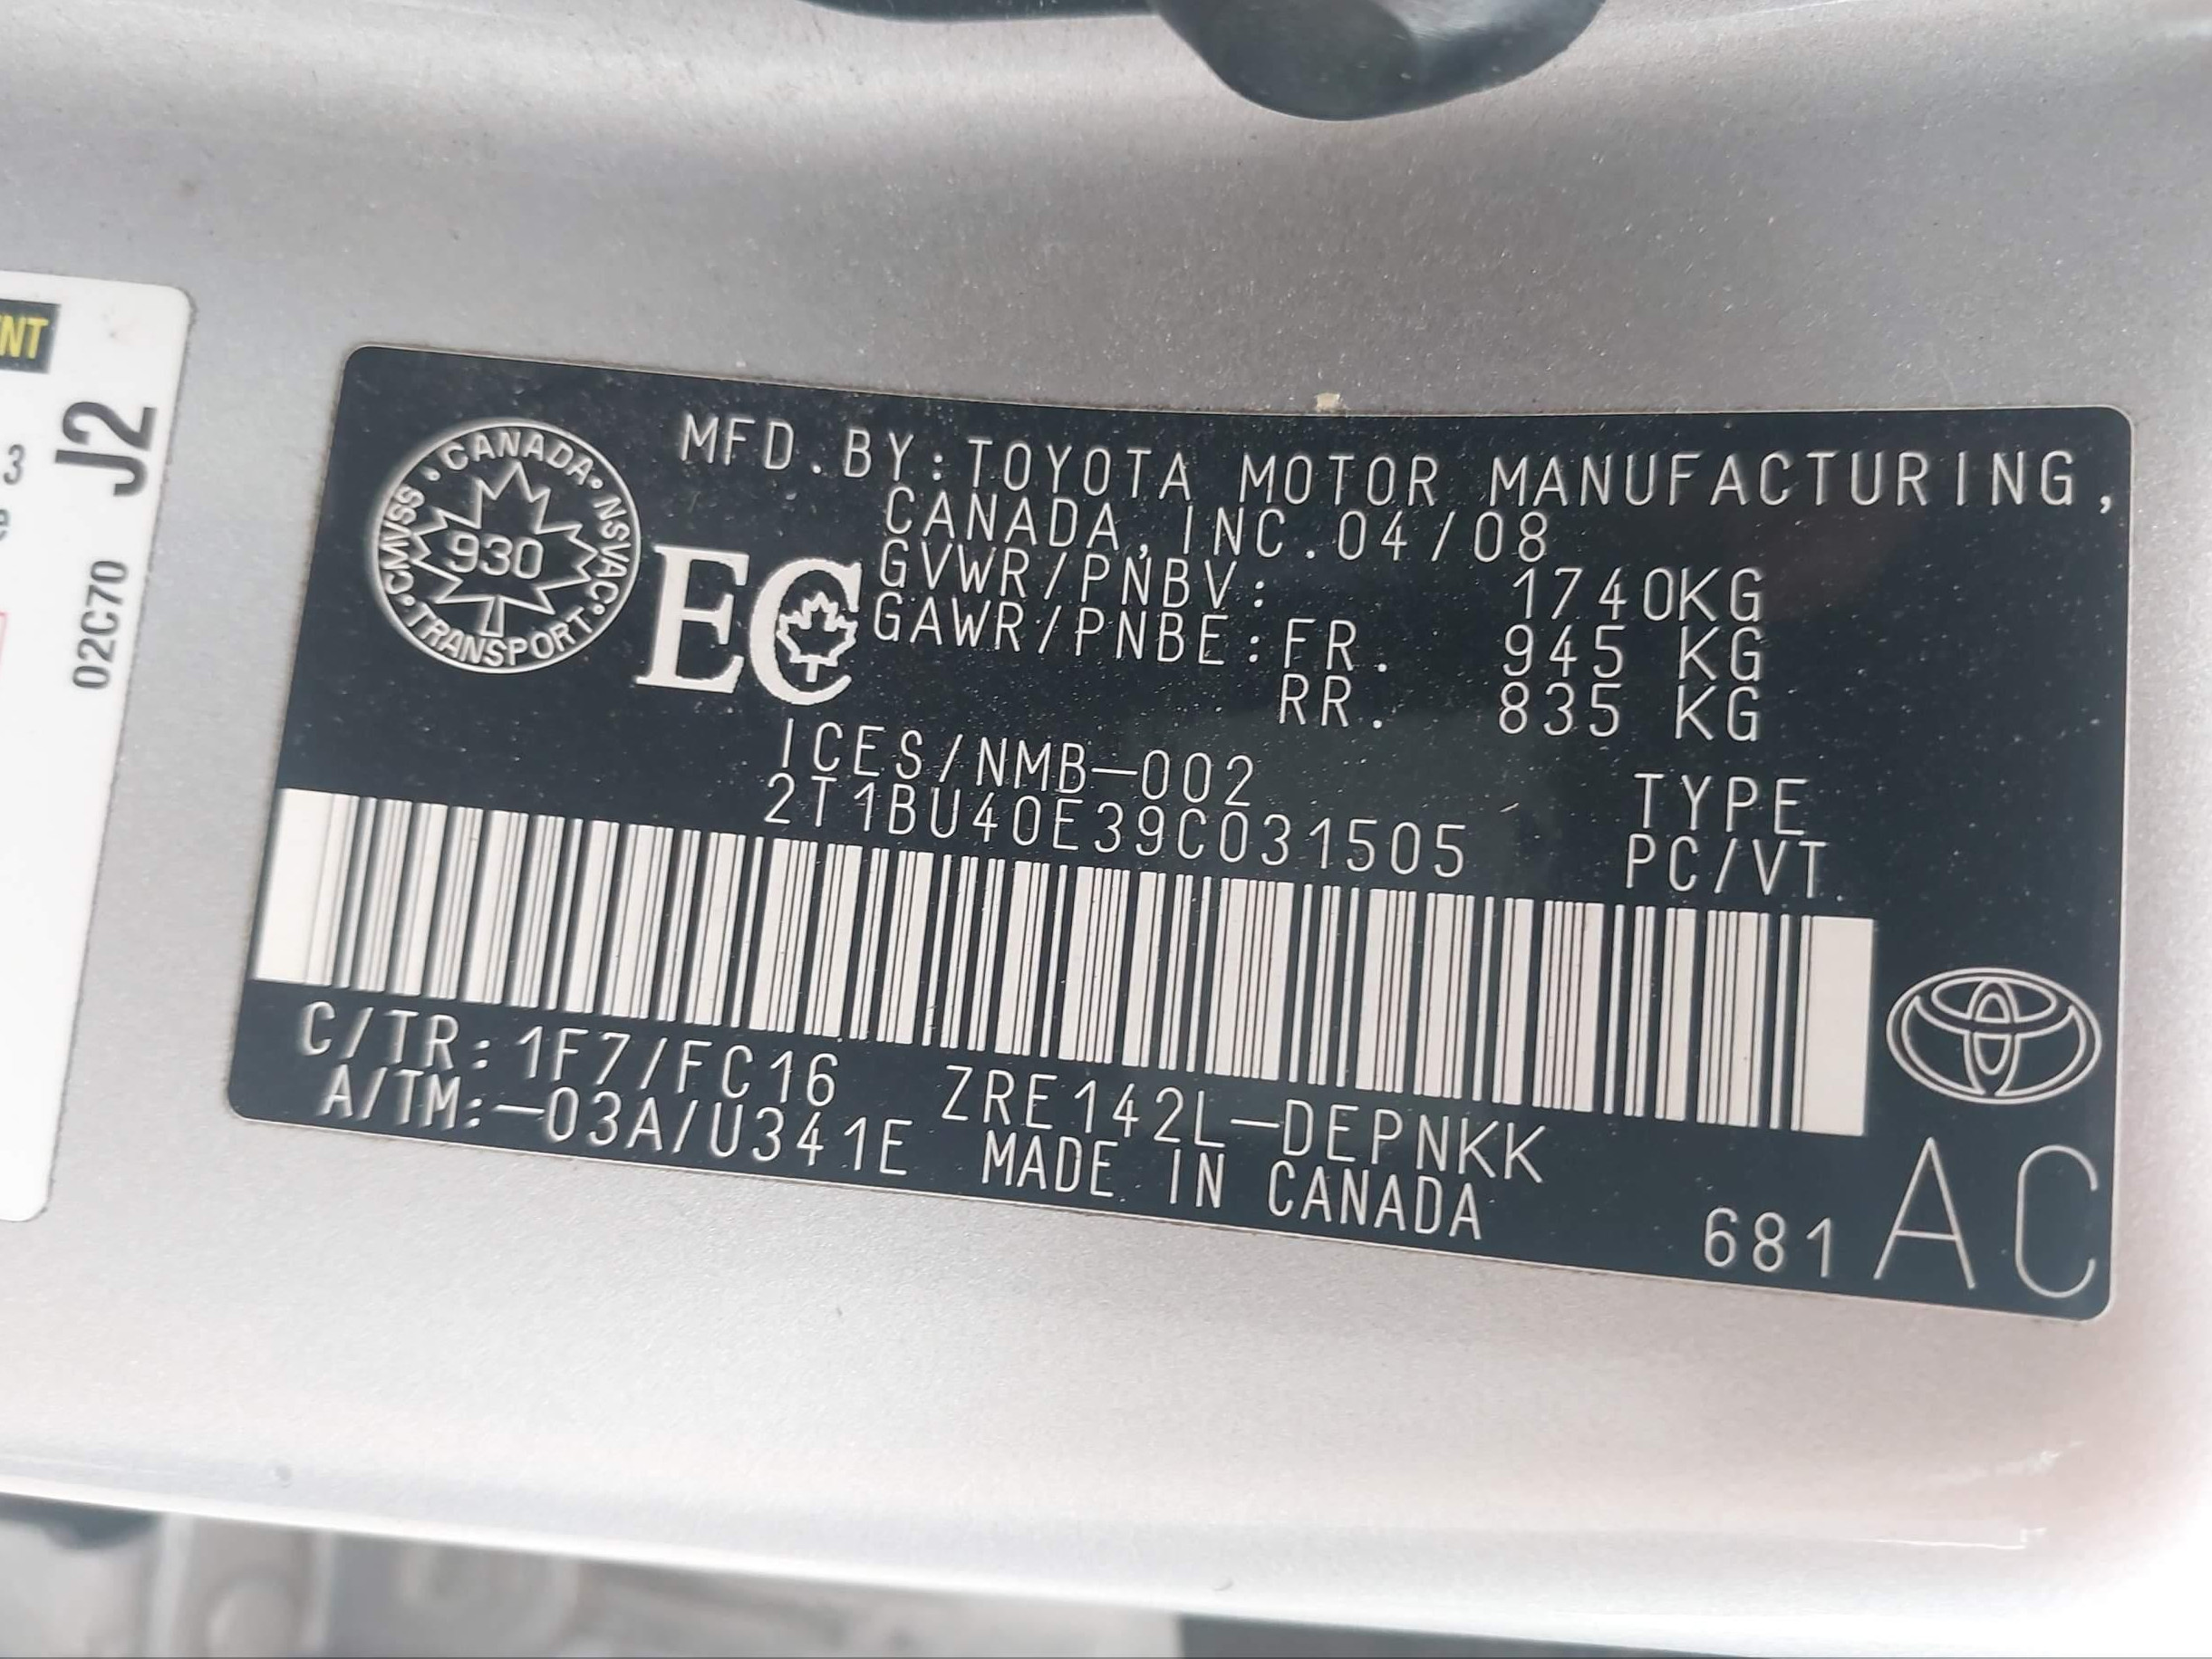 NT
3
e
J2
02C70
CANADA • NSVAC • TRANSPORT • CMVSS •
930
EC
MFD.BY:TOYOTA MOTOR MANUFACTURING,
CANADA, INC.04/08
GVWR/PNBV: 1740KG
GAWR/PNBE:FR. 945 KG
RR. 835 KG
ICES/NMB-002 TYPE
2T1BU40E39C031505 PC/VT
C/TR:1F7/FC16 ZRE142L-DEPNKK
A/TM:-03A/U341E MADE IN CANADA
681 AC